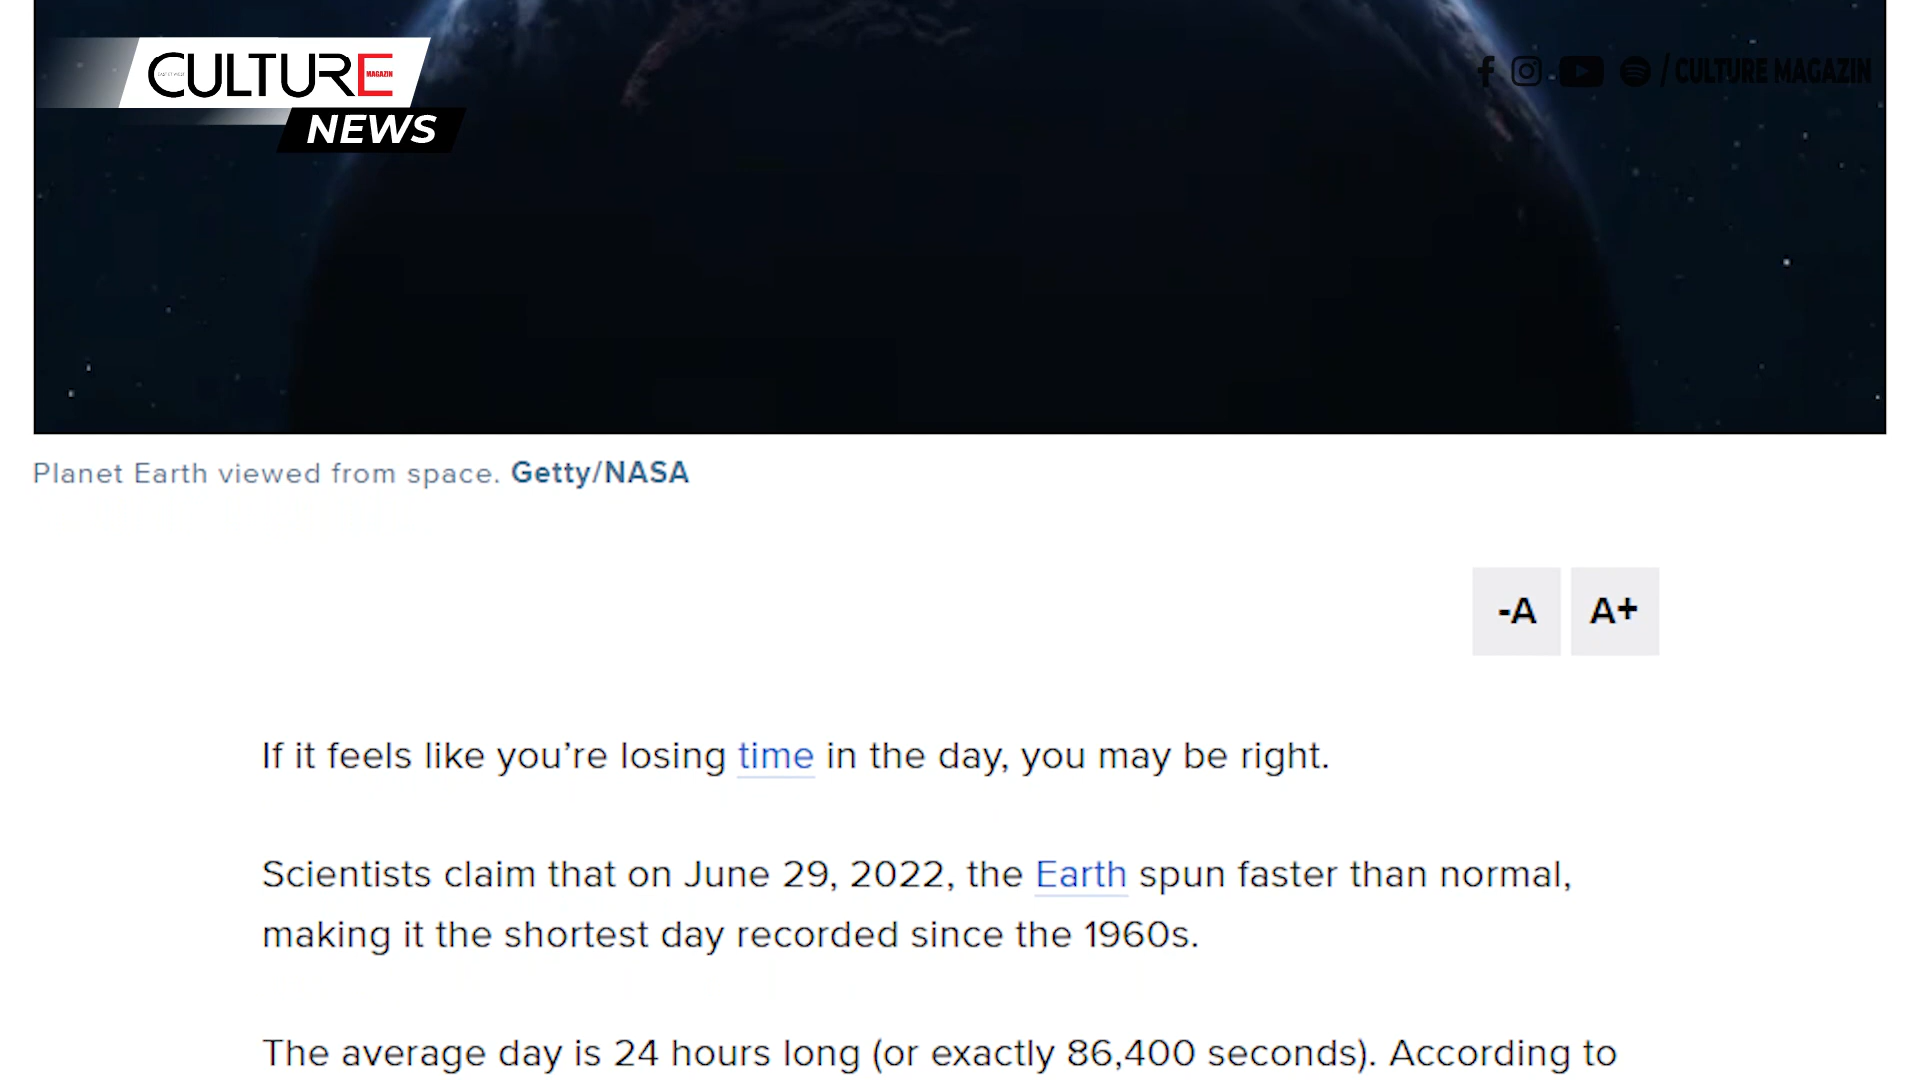 CULTURE
MAGAZIN
NEWS
/ CULTURE MAGAZIN
Planet Earth viewed from space. Getty/NASA
-A A+
If it feels like you’re losing time in the day, you may be right.
Scientists claim that on June 29, 2022, the Earth spun faster than normal,
making it the shortest day recorded since the 1960s.
The average day is 24 hours long (or exactly 86,400 seconds). According to